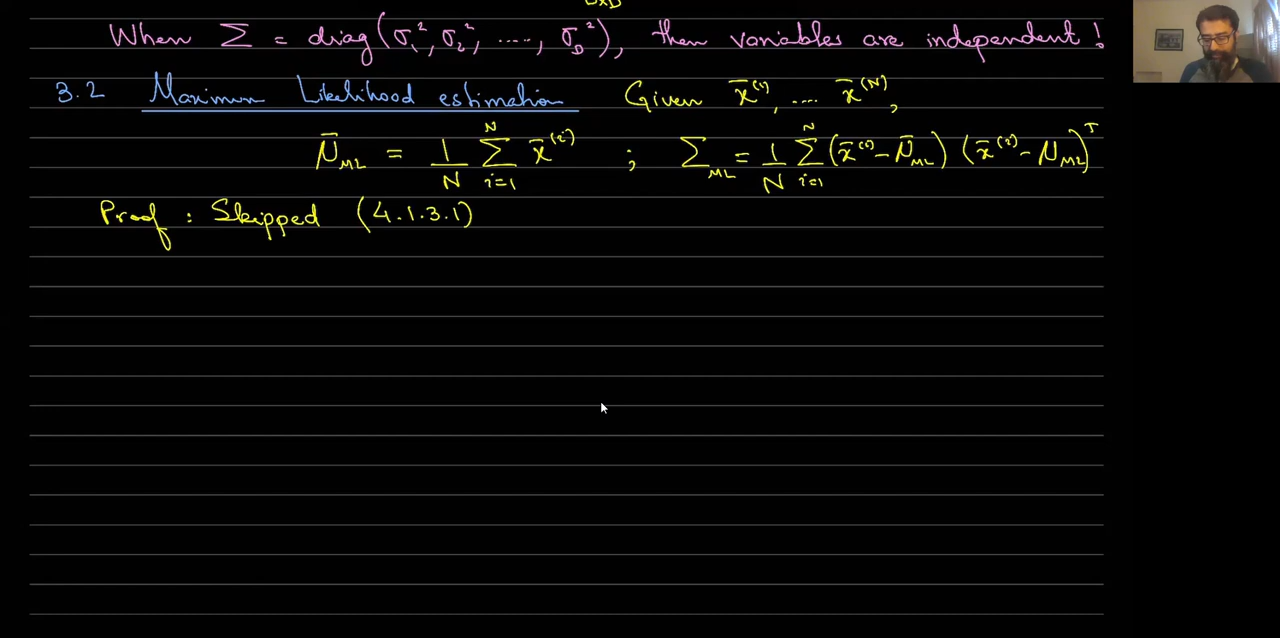 DxD
When Σ = diag(σ₁², σ₂², ...., σ_D²), then variables are independent!
3.2 Maximum Likelihood estimation Given x̄⁽¹⁾, .... x̄⁽ᴺ⁾,
μ̄_ML = 1/N Σ_{i=1}^{N} x̄⁽ⁱ⁾ ; Σ_ML = 1/N Σ_{i=1}^{N} (x̄⁽ⁱ⁾ - μ̄_ML) (x̄⁽ⁱ⁾ - μ_ML)ᵀ
Proof : Skipped (4.1.3.1)